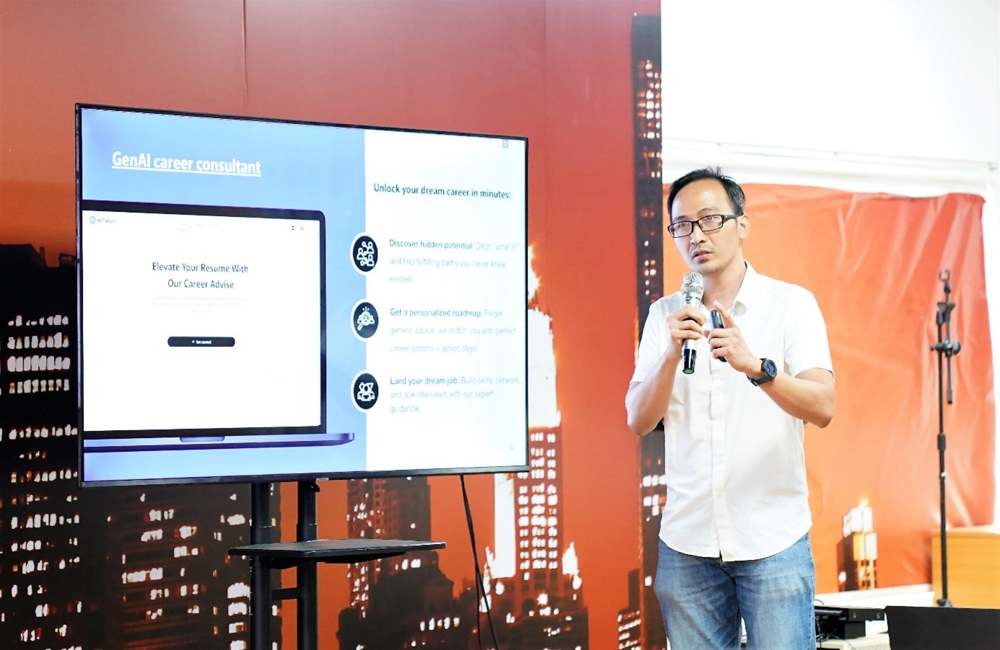 GenAI career consultant
UCTalent
Elevate Your Resume With
Our Career Advise
Get started
Unlock your dream career in minutes:
Discover hidden potential: Ditch "what if?"
and find fulfilling paths you never knew
existed.
Get a personalized roadmap: Forget
generic advice, we match you with perfect
career options + action steps.
Land your dream job: Build skills, network,
and ace interviews with our expert
guidance.